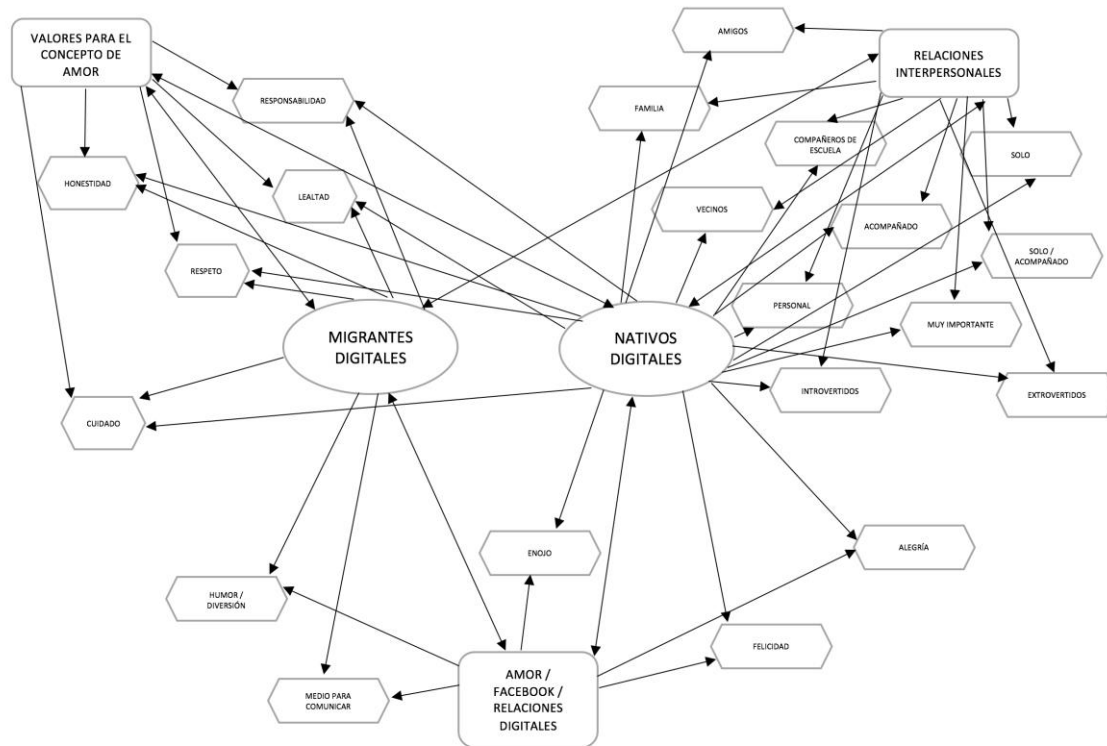 VALORES PARA EL
CONCEPTO DE
AMOR
AMIGOS
RELACIONES
INTERPERSONALES
RESPONSABILIDAD
FAMILIA
COMPAÑEROS DE
ESCUELA
SOLO
HONESTIDAD
LEALTAD
VECINOS
ACOMPAÑADO
SOLO /
ACOMPAÑADO
RESPETO
PERSONAL
MUY IMPORTANTE
MIGRANTES
DIGITALES
NATIVOS
DIGITALES
INTROVERTIDOS
EXTROVERTIDOS
CUIDADO
ENOJO
ALEGRÍA
HUMOR /
DIVERSIÓN
FELICIDAD
MEDIO PARA
COMUNICAR
AMOR /
FACEBOOK /
RELACIONES
DIGITALES